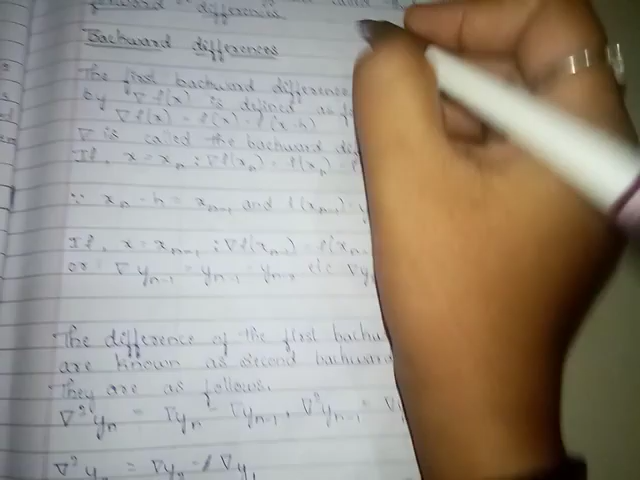 differences
Backward differences
The first backward difference
by ∇f(x) is defined as
∇f(x) = f(x) - f(x-h)
∇ is called the backward
If, x = xₙ ; ∇f(xₙ) = f(xₙ) -
∵ xₙ - h = xₙ₋₁ and f(xₙ₋₁) =
If, x = xₙ₋₁ ; ∇f(xₙ₋₁) = f(xₙ₋
or ∇yₙ₋₁ = yₙ₋₁ - yₙ₋₂ etc ∇y
The difference of the first backw
are known as second backward
They are as follows.
∇²yₙ = ∇yₙ - ∇yₙ₋₁, ∇²yₙ₋₁ = ∇
∇²y₂ = ∇y₂ - ∇y₁